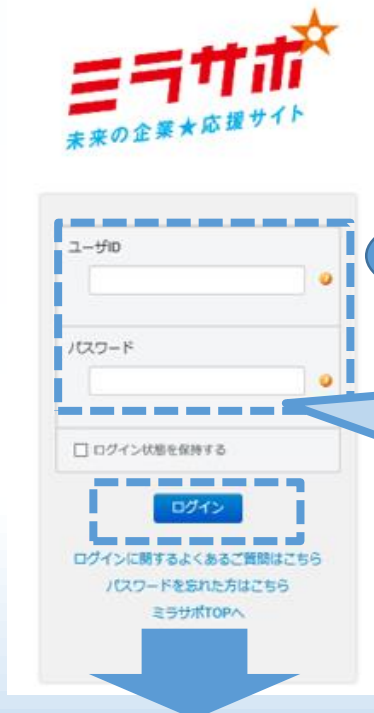 ミラサポ
未来の企業★応援サイト
ユーザID
パスワード
ログイン状態を保持する
ログイン
ログインに関するよくあるご質問はこちら
パスワードを忘れた方はこちら
ミラサポTOPへ